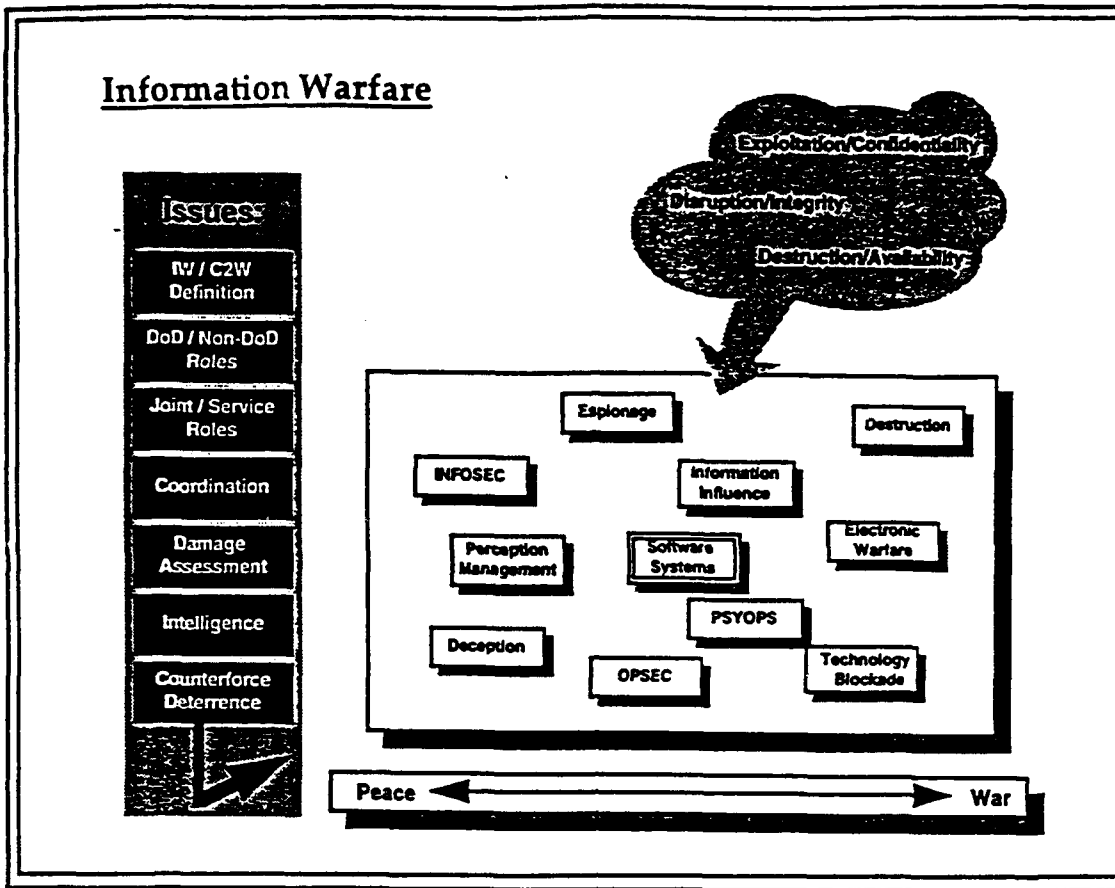 Information Warfare
Exploitation/Confidentiality
Disruption/Integrity
Destruction/Availability
Issues:
IW / C2W
Definition
DoD / Non-DoD
Roles
Joint / Service
Roles
Coordination
Damage
Assessment
Intelligence
Counterforce
Deterrence
Espionage
Destruction
INFOSEC
Information
Influence
Electronic
Warfare
Perception
Management
Software
Systems
PSYOPS
Deception
OPSEC
Technology
Blockade
Peace
War